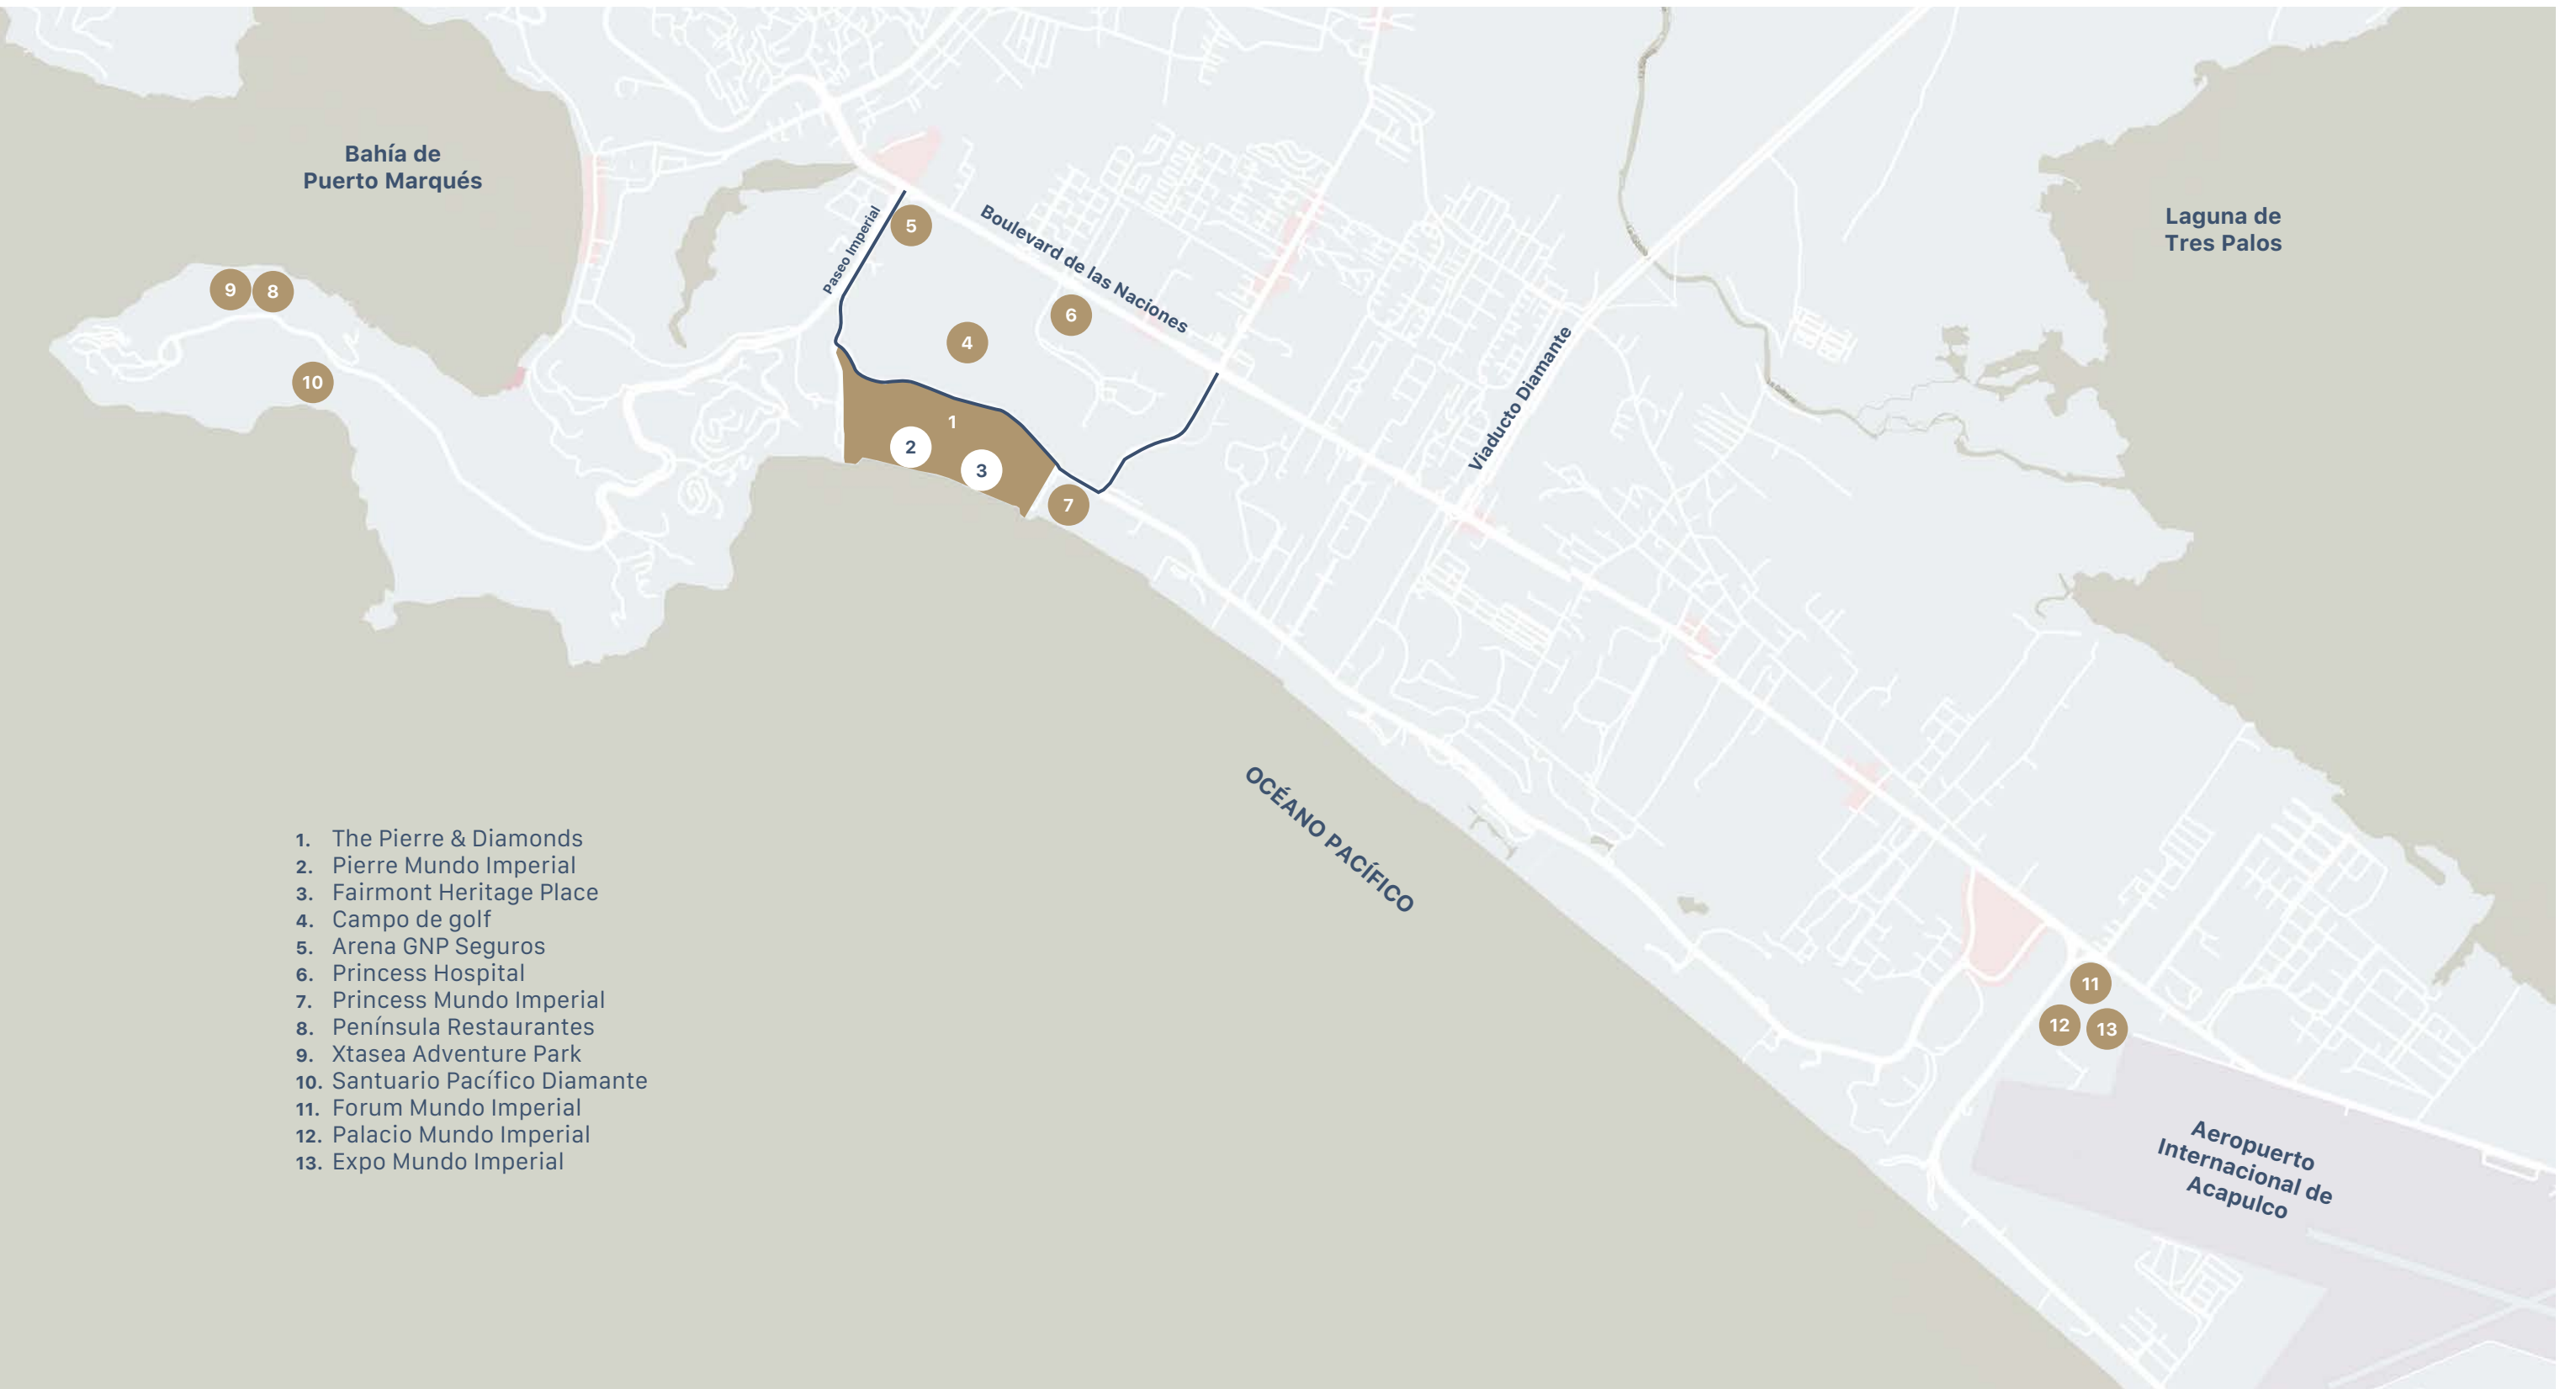 Bahía de
Puerto Marqués
Laguna de
Tres Palos
Paseo Imperial
Boulevard de las Naciones
Viaducto Diamante
5
6
4
9
8
10
1
2
3
7
OCÉANO PACÍFICO
1. The Pierre & Diamonds
2. Pierre Mundo Imperial
3. Fairmont Heritage Place
4. Campo de golf
5. Arena GNP Seguros
6. Princess Hospital
7. Princess Mundo Imperial
8. Península Restaurantes
9. Xtasea Adventure Park
10. Santuario Pacífico Diamante
11. Forum Mundo Imperial
12. Palacio Mundo Imperial
13. Expo Mundo Imperial
11
12
13
Aeropuerto
Internacional de
Acapulco